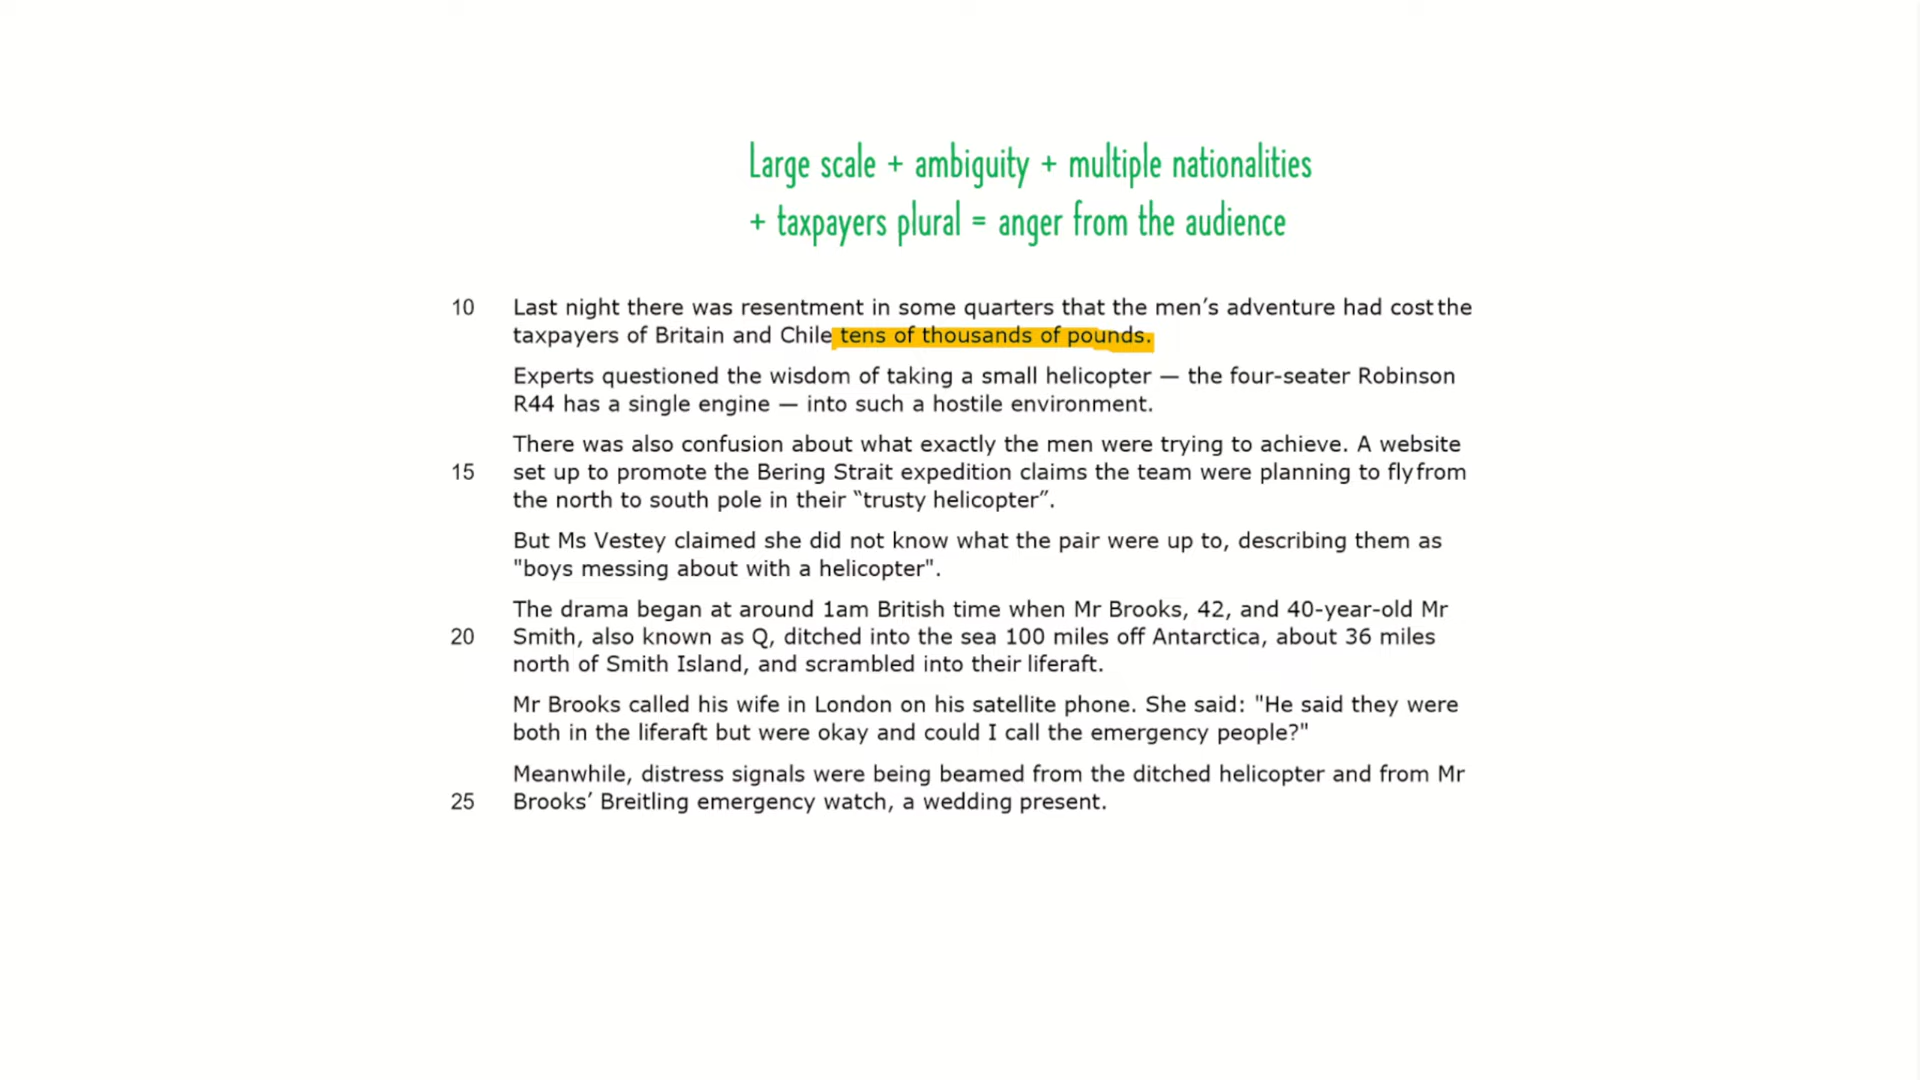 Large scale + ambiguity + multiple nationalities
+ taxpayers plural = anger from the audience
10 Last night there was resentment in some quarters that the men’s adventure had cost the
taxpayers of Britain and Chile tens of thousands of pounds.
Experts questioned the wisdom of taking a small helicopter — the four-seater Robinson
R44 has a single engine — into such a hostile environment.
There was also confusion about what exactly the men were trying to achieve. A website
15 set up to promote the Bering Strait expedition claims the team were planning to fly from
the north to south pole in their “trusty helicopter”.
But Ms Vestey claimed she did not know what the pair were up to, describing them as
"boys messing about with a helicopter".
The drama began at around 1am British time when Mr Brooks, 42, and 40-year-old Mr
20 Smith, also known as Q, ditched into the sea 100 miles off Antarctica, about 36 miles
north of Smith Island, and scrambled into their liferaft.
Mr Brooks called his wife in London on his satellite phone. She said: "He said they were
both in the liferaft but were okay and could I call the emergency people?"
Meanwhile, distress signals were being beamed from the ditched helicopter and from Mr
25 Brooks’ Breitling emergency watch, a wedding present.